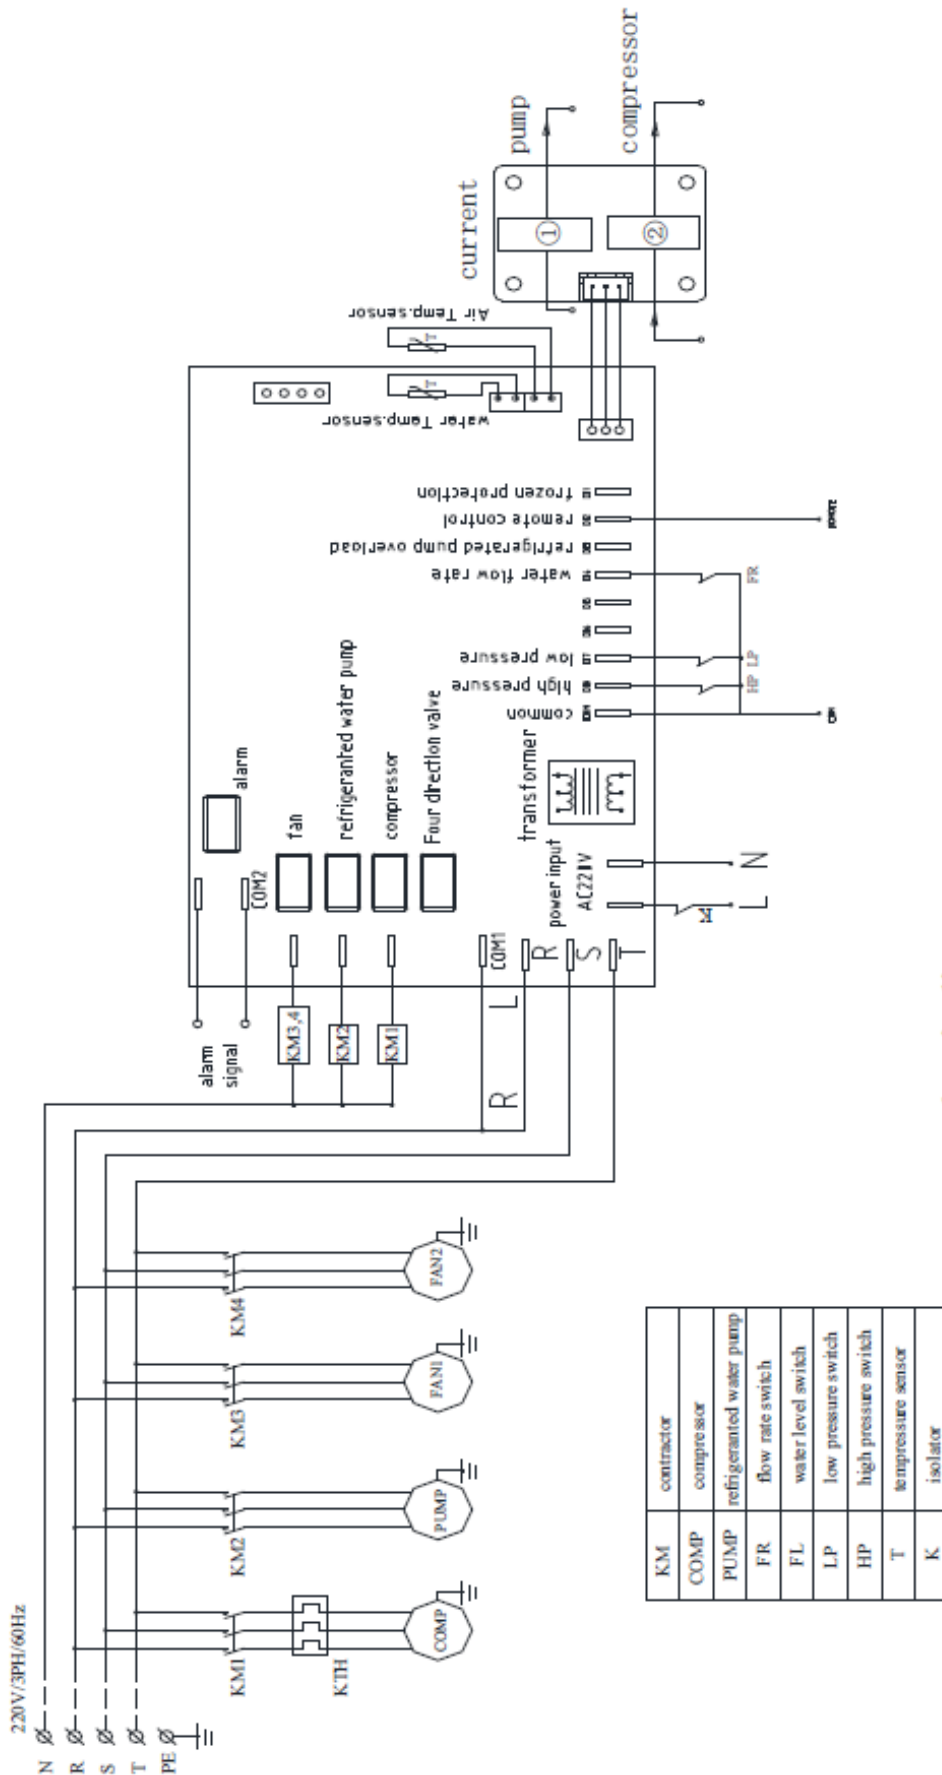 220V/3PH/60Hz
N
R
S
T
PE
KM1
KTH
COMP
KM2
PUMP
KM3
FAN1
KM4
FAN2
alarm
signal
KM3,4
KM2
KM1
R
L
COM2
alarm
fan
refrigeranted water pump
compressor
Four direction valve
COM1
R
S
T
power input
AC220V
K
L
N
transformer
common
high pressure
low pressure
water flow rate
refrigerated pump overload
remote control
frozen protection
HP
LP
FR
water Temp.sensor
T
Air Temp.sensor
T
current
pump
compressor
①
②
KM contractor
COMP compressor
PUMP refrigeranted water pump
FR flow rate switch
FL water level switch
LP low pressure switch
HP high pressure switch
T tempressure sensor
K isolator